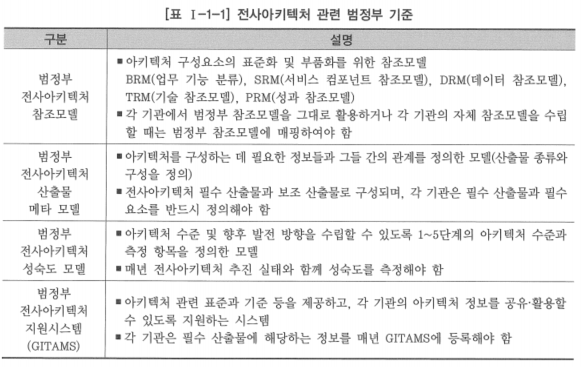 [표 Ⅰ-1-1] 전사아키텍처 관련 범정부 기준
구분 설명
범정부
전사아키텍처
참조모델
■ 아키텍처 구성요소의 표준화 및 부품화를 위한 참조모델
BRM(업무 기능 분류), SRM(서비스 컴포넌트 참조모델), DRM(데이터 참조모델),
TRM(기술 참조모델), PRM(성과 참조모델)
■ 각 기관에서 범정부 참조모델을 그대로 활용하거나 각 기관의 자체 참조모델을 수립
할 때는 범정부 참조모델에 매핑하여야 함
범정부
전사아키텍처
산출물
메타 모델
■ 아키텍처를 구성하는 데 필요한 정보들과 그들 간의 관계를 정의한 모델(산출물 종류와
구성을 정의)
■ 전사아키텍처 필수 산출물과 보조 산출물로 구성되며, 각 기관은 필수 산출물과 필수
요소를 반드시 정의해야 함
범정부
전사아키텍처
성숙도 모델
■ 아키텍처 수준 및 향후 발전 방향을 수립할 수 있도록 1~5단계의 아키텍처 수준과
측정 항목을 정의한 모델
■ 매년 전사아키텍처 추진 실태와 함께 성숙도를 측정해야 함
범정부
전사아키텍처
지원시스템
(GITAMS)
■ 아키텍처 관련 표준과 기준 등을 제공하고, 각 기관의 아키텍처 정보를 공유·활용할
수 있도록 지원하는 시스템
■ 각 기관은 필수 산출물에 해당하는 정보를 매년 GITAMS에 등록해야 함